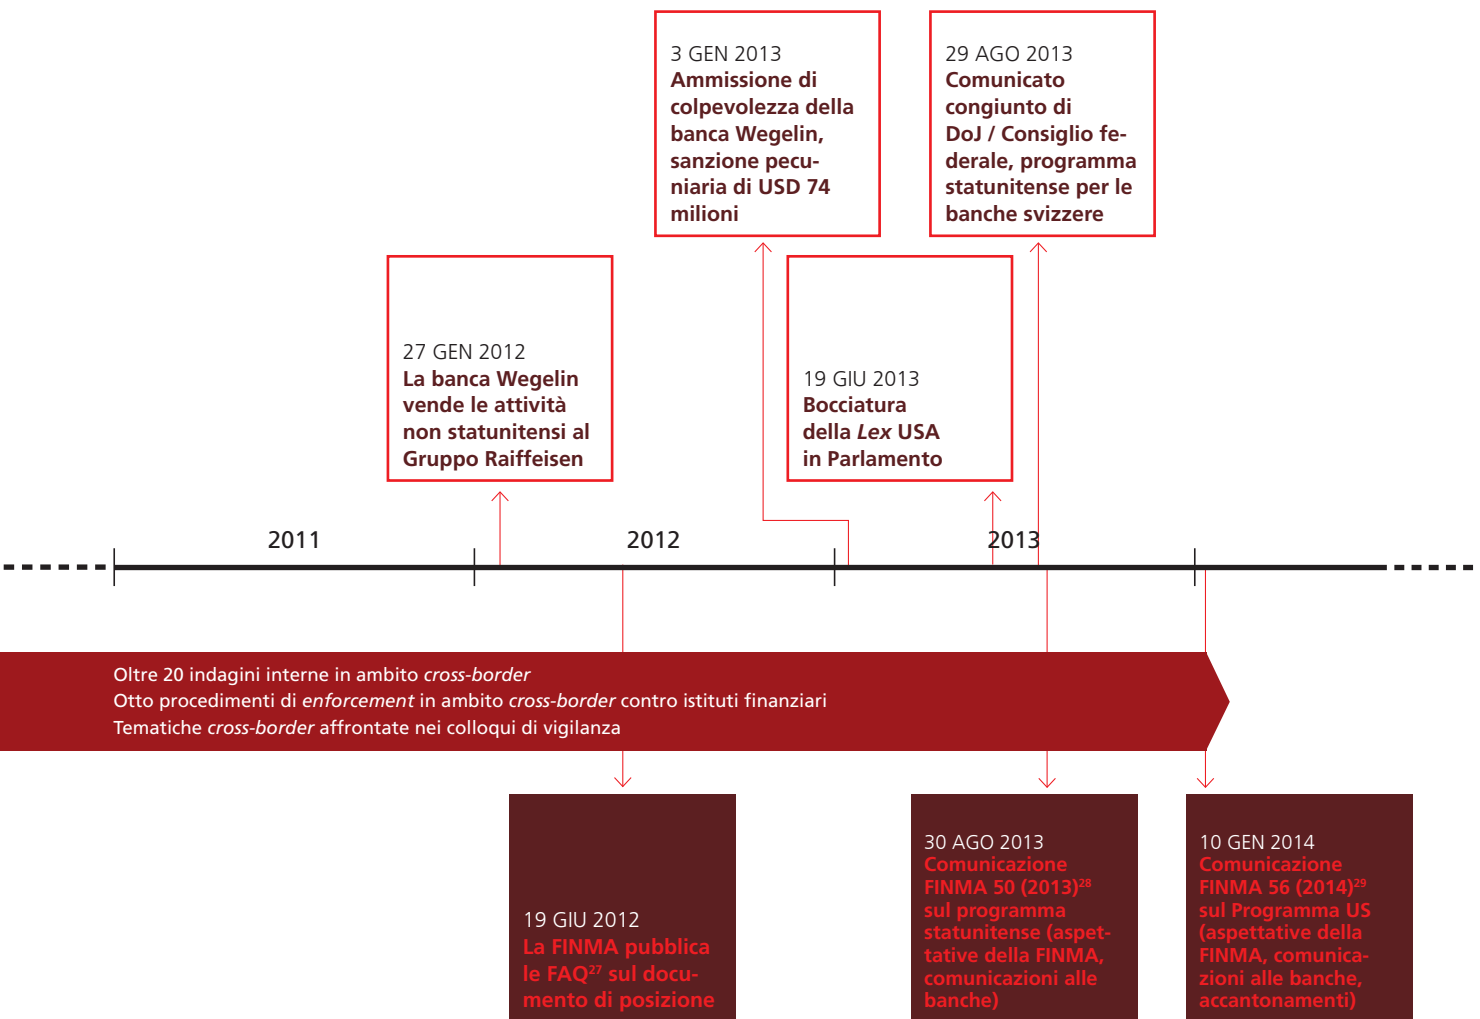 3 GEN 2013
Ammissione di
colpevolezza della
banca Wegelin,
sanzione pecu-
niaria di USD 74
milioni
29 AGO 2013
Comunicato
congiunto di
DoJ / Consiglio fe-
derale, programma
statunitense per le
banche svizzere
27 GEN 2012
La banca Wegelin
vende le attività
non statunitensi al
Gruppo Raiffeisen
19 GIU 2013
Bocciatura
della Lex USA
in Parlamento
2011
2012
2013
Oltre 20 indagini interne in ambito cross-border
Otto procedimenti di enforcement in ambito cross-border contro istituti finanziari
Tematiche cross-border affrontate nei colloqui di vigilanza
19 GIU 2012
La FINMA pubblica
le FAQ²⁷ sul docu-
mento di posizione
30 AGO 2013
Comunicazione
FINMA 50 (2013)²⁸
sul programma
statunitense (aspet-
tative della FINMA,
comunicazioni alle
banche)
10 GEN 2014
Comunicazione
FINMA 56 (2014)²⁹
sul Programma US
(aspettative della
FINMA, comunica-
zioni alle banche,
accantonamenti)